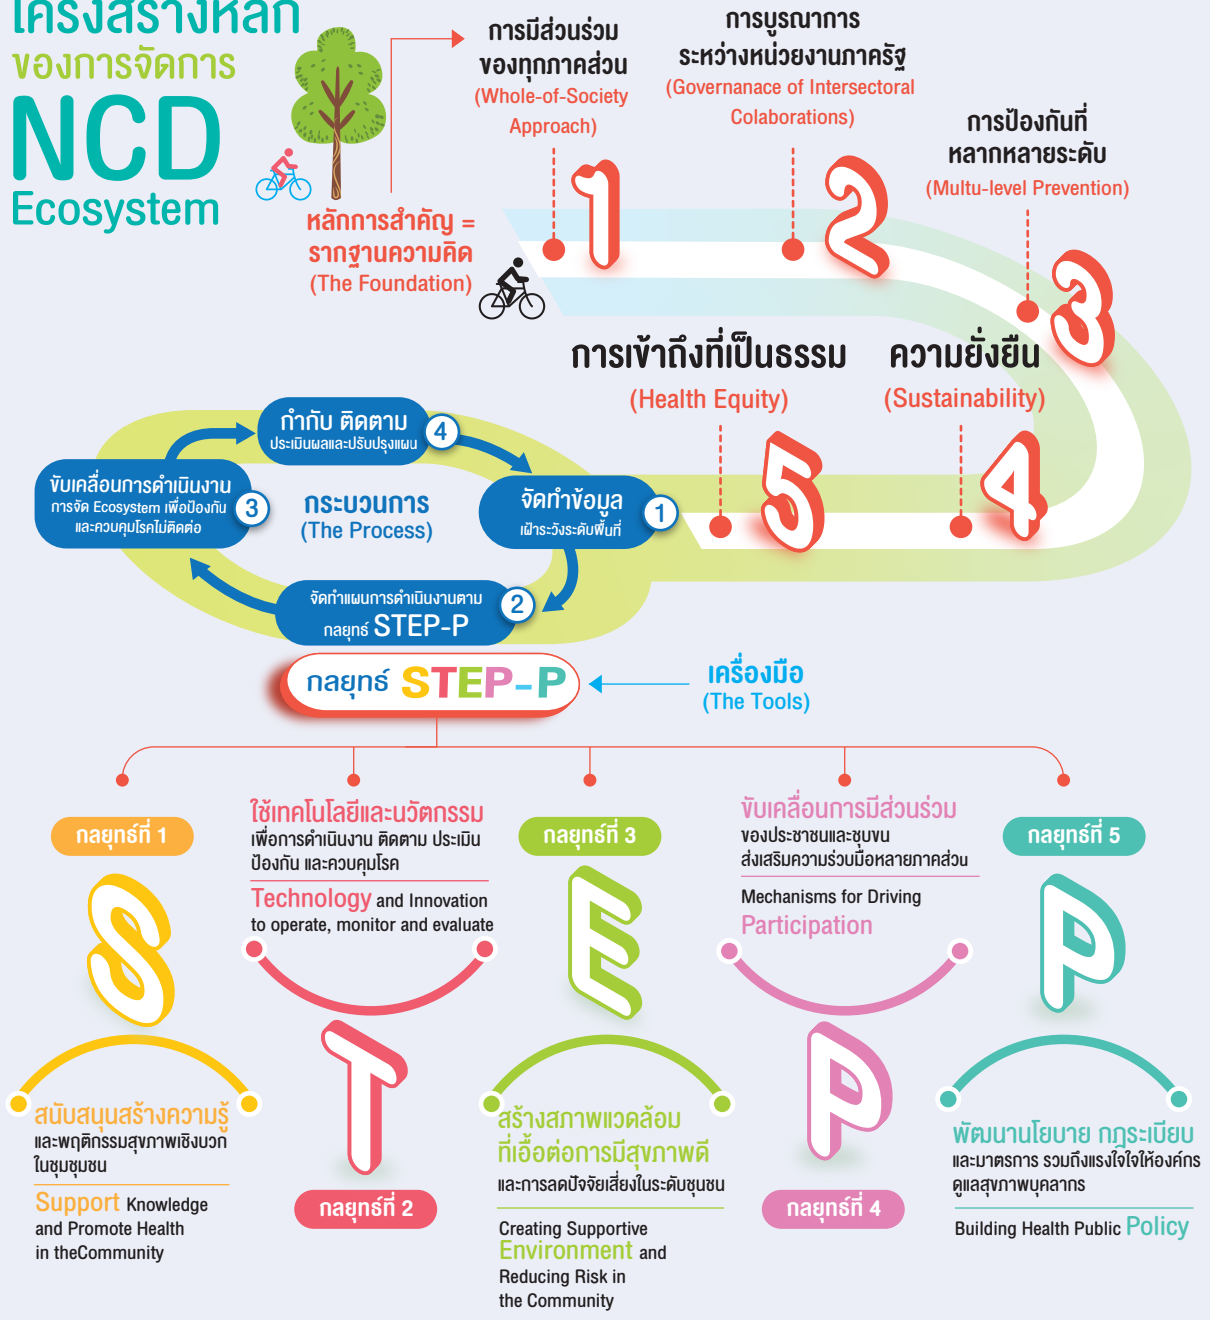 โครงสร้างหลัก
ของการจัดการ
NCD
Ecosystem
หลักการสำคัญ =
รากฐานความคิด
(The Foundation)
การมีส่วนร่วม
ของทุกภาคส่วน
(Whole-of-Society
Approach)
1
การบูรณาการ
ระหว่างหน่วยงานภาครัฐ
(Governanace of Intersectoral
Colaborations)
2
การป้องกันที่
หลากหลายระดับ
(Multu-level Prevention)
3
ความยั่งยืน
(Sustainability)
4
การเข้าถึงที่เป็นธรรม
(Health Equity)
5
กระบวนการ
(The Process)
จัดทำข้อมูล
เฝ้าระวังระดับพื้นที่
1
จัดทำแผนการดำเนินงานตาม
กลยุทธ์ STEP-P
2
ขับเคลื่อนการดำเนินงาน
การจัด Ecosystem เพื่อป้องกัน
และควบคุมโรคไม่ติดต่อ
3
กำกับ ติดตาม
ประเมินผลและปรับปรุงแผน
4
กลยุทธ์ STEP-P
เครื่องมือ
(The Tools)
กลยุทธ์ที่ 1
S
สนับสนุนสร้างความรู้
และพฤติกรรมสุขภาพเชิงบวก
ในชุมชุมชน
Support Knowledge
and Promote Health
in theCommunity
ใช้เทคโนโลยีและนวัตกรรม
เพื่อการดำเนินงาน ติดตาม ประเมิน
ป้องกัน และควบคุมโรค
Technology and Innovation
to operate, monitor and evaluate
T
กลยุทธ์ที่ 2
กลยุทธ์ที่ 3
E
สร้างสภาพแวดล้อม
ที่เอื้อต่อการมีสุขภาพดี
และการลดปัจจัยเสี่ยงในระดับชุนชน
Creating Supportive
Environment and
Reducing Risk in
the Community
ขับเคลื่อนการมีส่วนร่วม
ของประชาชนและชุบขน
ส่งเสริมความร่วบมือหลายภาคส่วน
Mechanisms for Driving
Participation
P
กลยุทธ์ที่ 4
กลยุทธ์ที่ 5
P
พัฒนานโยบาย กฎระเบียบ
และมาตรการ รวมถึงแรงใจใจให้องค์กร
ดูแลสุขภาพบุคลากร
Building Health Public Policy